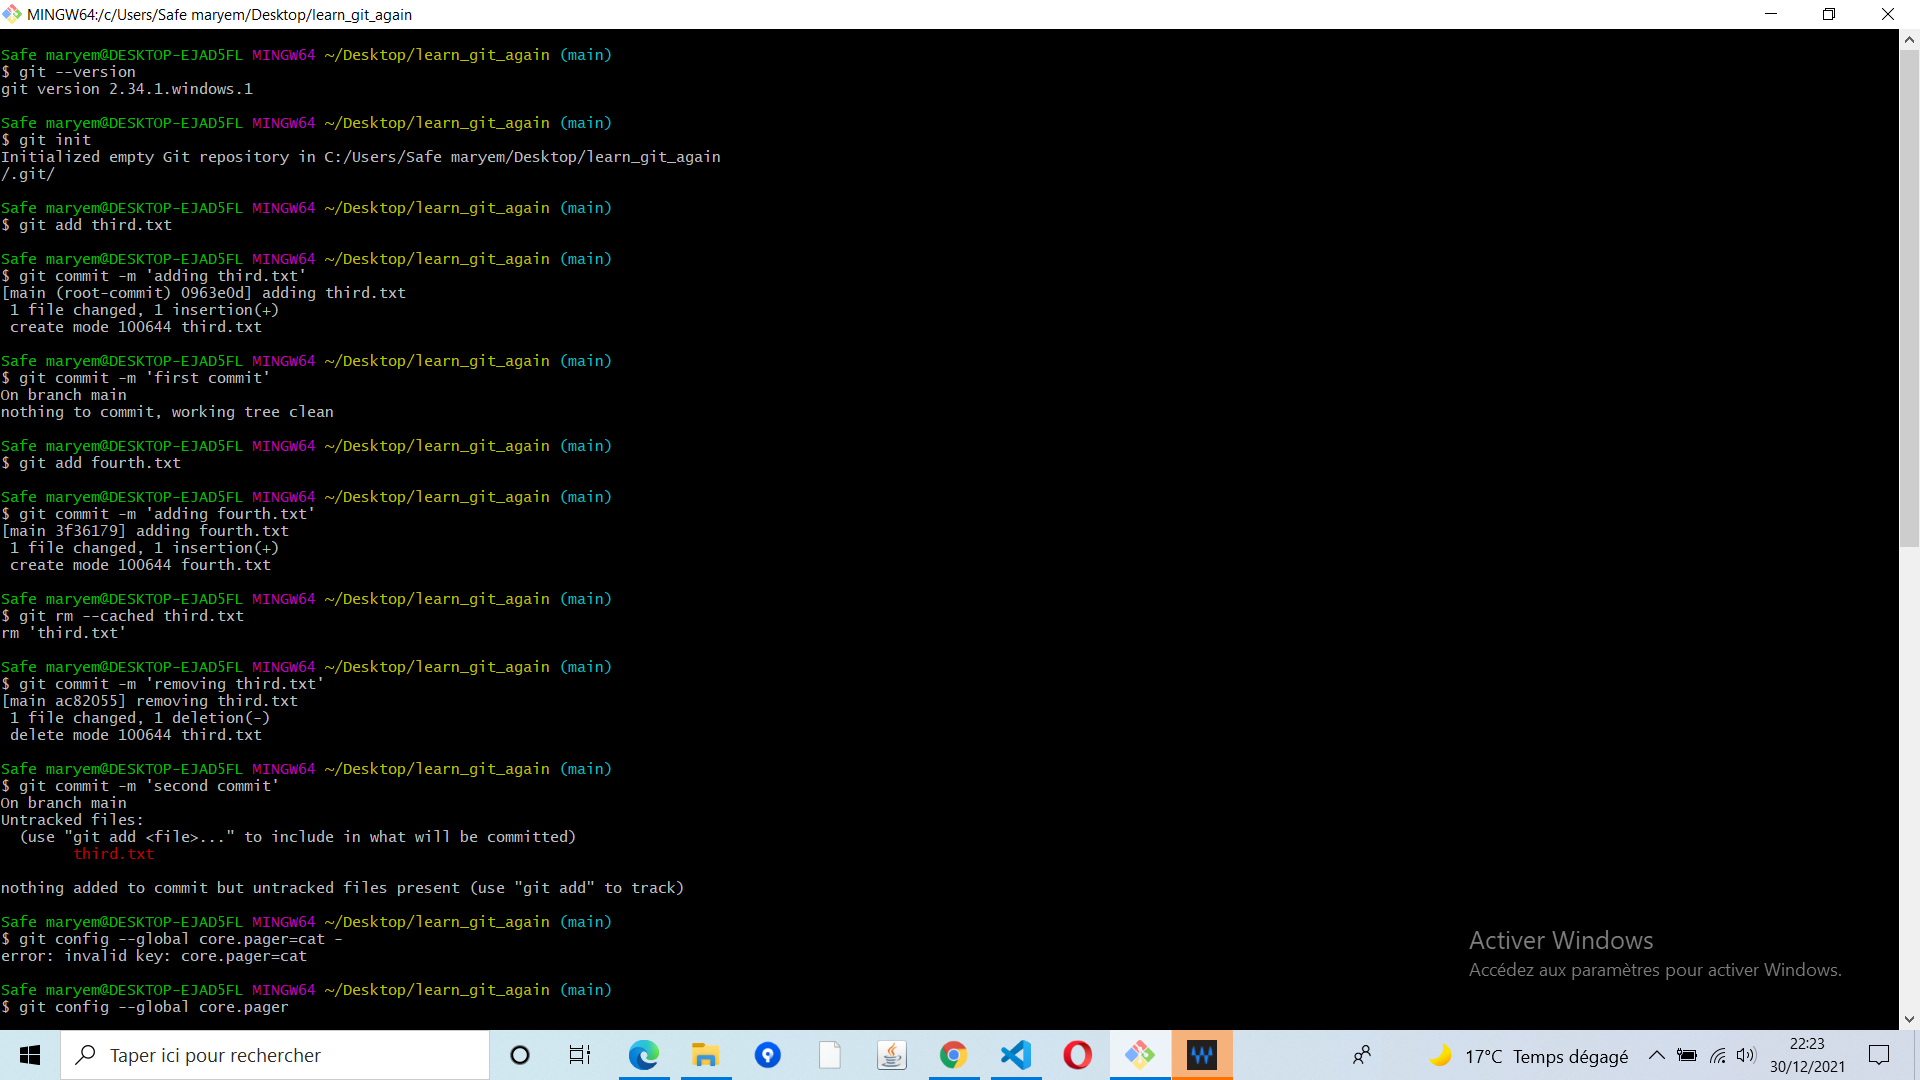 MINGW64:/c/Users/Safe maryem/Desktop/learn_git_again
Safe maryem@DESKTOP-EJAD5FL MINGW64 ~/Desktop/learn_git_again (main)
$ git --version
git version 2.34.1.windows.1
Safe maryem@DESKTOP-EJAD5FL MINGW64 ~/Desktop/learn_git_again (main)
$ git init
Initialized empty Git repository in C:/Users/Safe maryem/Desktop/learn_git_again
/.git/
Safe maryem@DESKTOP-EJAD5FL MINGW64 ~/Desktop/learn_git_again (main)
$ git add third.txt
Safe maryem@DESKTOP-EJAD5FL MINGW64 ~/Desktop/learn_git_again (main)
$ git commit -m 'adding third.txt'
[main (root-commit) 0963e0d] adding third.txt
 1 file changed, 1 insertion(+)
 create mode 100644 third.txt
Safe maryem@DESKTOP-EJAD5FL MINGW64 ~/Desktop/learn_git_again (main)
$ git commit -m 'first commit'
On branch main
nothing to commit, working tree clean
Safe maryem@DESKTOP-EJAD5FL MINGW64 ~/Desktop/learn_git_again (main)
$ git add fourth.txt
Safe maryem@DESKTOP-EJAD5FL MINGW64 ~/Desktop/learn_git_again (main)
$ git commit -m 'adding fourth.txt'
[main 3f36179] adding fourth.txt
 1 file changed, 1 insertion(+)
 create mode 100644 fourth.txt
Safe maryem@DESKTOP-EJAD5FL MINGW64 ~/Desktop/learn_git_again (main)
$ git rm --cached third.txt
rm 'third.txt'
Safe maryem@DESKTOP-EJAD5FL MINGW64 ~/Desktop/learn_git_again (main)
$ git commit -m 'removing third.txt'
[main ac82055] removing third.txt
 1 file changed, 1 deletion(-)
 delete mode 100644 third.txt
Safe maryem@DESKTOP-EJAD5FL MINGW64 ~/Desktop/learn_git_again (main)
$ git commit -m 'second commit'
On branch main
Untracked files:
  (use "git add <file>..." to include in what will be committed)
        third.txt
nothing added to commit but untracked files present (use "git add" to track)
Safe maryem@DESKTOP-EJAD5FL MINGW64 ~/Desktop/learn_git_again (main)
$ git config --global core.pager=cat -
error: invalid key: core.pager=cat
Safe maryem@DESKTOP-EJAD5FL MINGW64 ~/Desktop/learn_git_again (main)
$ git config --global core.pager
Activer Windows
Accédez aux paramètres pour activer Windows.
Taper ici pour rechercher
17°C Temps dégagé
22:23
30/12/2021